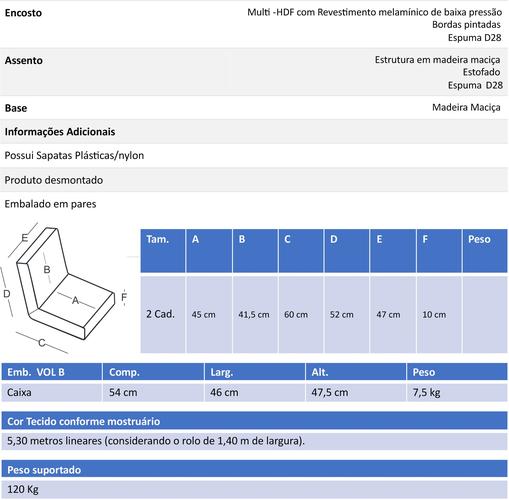 Encosto
Multi -HDF com Revestimento melamínico de baixa pressão
Bordas pintadas
Espuma D28
Assento
Estrutura em madeira maciça
Estofado
Espuma D28
Base
Madeira Maciça
Informações Adicionais
Possui Sapatas Plásticas/nylon
Produto desmontado
Embalado em pares
E
B
A
D
F
C
Tam. A B C D E F Peso
2 Cad. 45 cm 41,5 cm 60 cm 52 cm 47 cm 10 cm
Emb. VOL B Comp. Larg. Alt. Peso
Caixa 54 cm 46 cm 47,5 cm 7,5 kg
Cor Tecido conforme mostruário
5,30 metros lineares (considerando o rolo de 1,40 m de largura).
Peso suportado
120 Kg